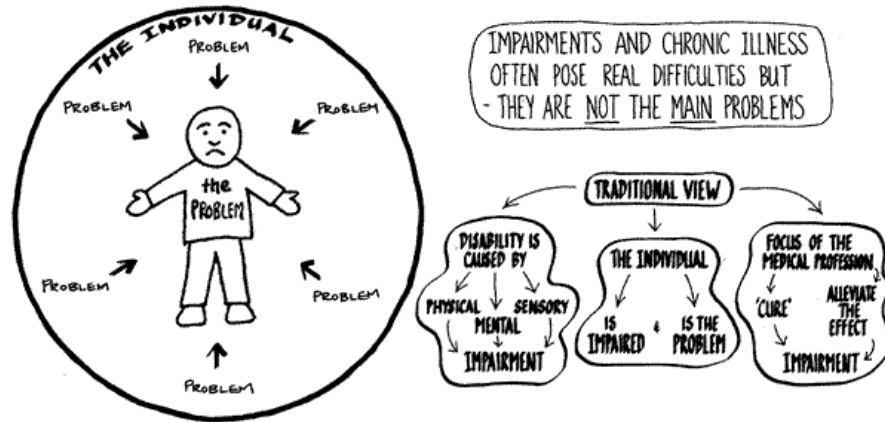 THE INDIVIDUAL
PROBLEM
PROBLEM
PROBLEM
the
PROBLEM
PROBLEM
PROBLEM
PROBLEM
IMPAIRMENTS AND CHRONIC ILLNESS
OFTEN POSE REAL DIFFICULTIES BUT
- THEY ARE NOT THE MAIN PROBLEMS
TRADITIONAL VIEW
DISABILITY IS
CAUSED BY
PHYSICAL
SENSORY
MENTAL
IMPAIRMENT
THE INDIVIDUAL
IS
IMPAIRED
&
IS THE
PROBLEM
FOCUS OF THE
MEDICAL PROFESSION
'CURE'
ALLEVIATE
THE
EFFECT
IMPAIRMENT